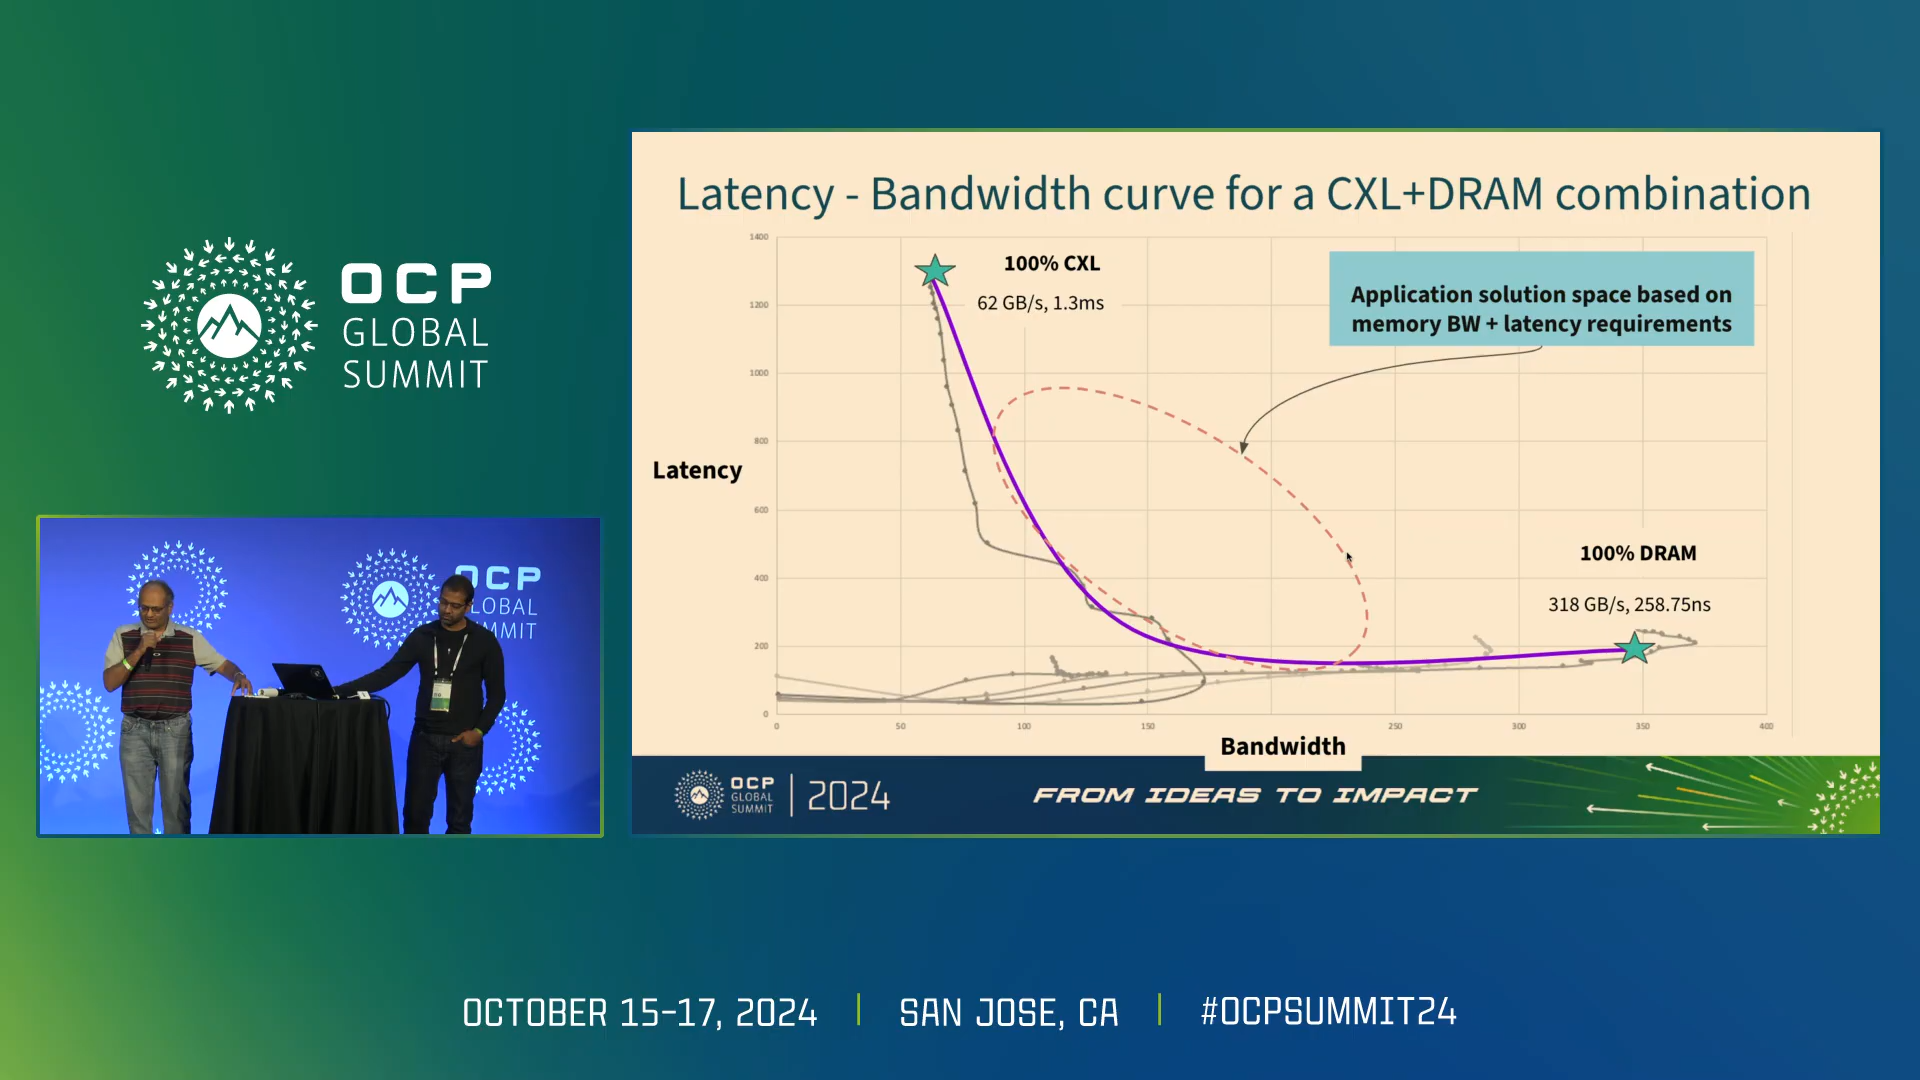 OCP
GLOBAL
SUMMIT
OCP
LOBAL
MMIT
Latency - Bandwidth curve for a CXL+DRAM combination
1400
1200
1000
800
600
400
200
0
0
50
100
150
250
300
350
400
100% CXL
62 GB/s, 1.3ms
Application solution space based on
memory BW + latency requirements
Latency
100% DRAM
318 GB/s, 258.75ns
Bandwidth
OCP
GLOBAL
SUMMIT
2024
FROM IDEAS TO IMPACT
OCTOBER 15-17, 2024
SAN JOSE, CA
#OCPSUMMIT24